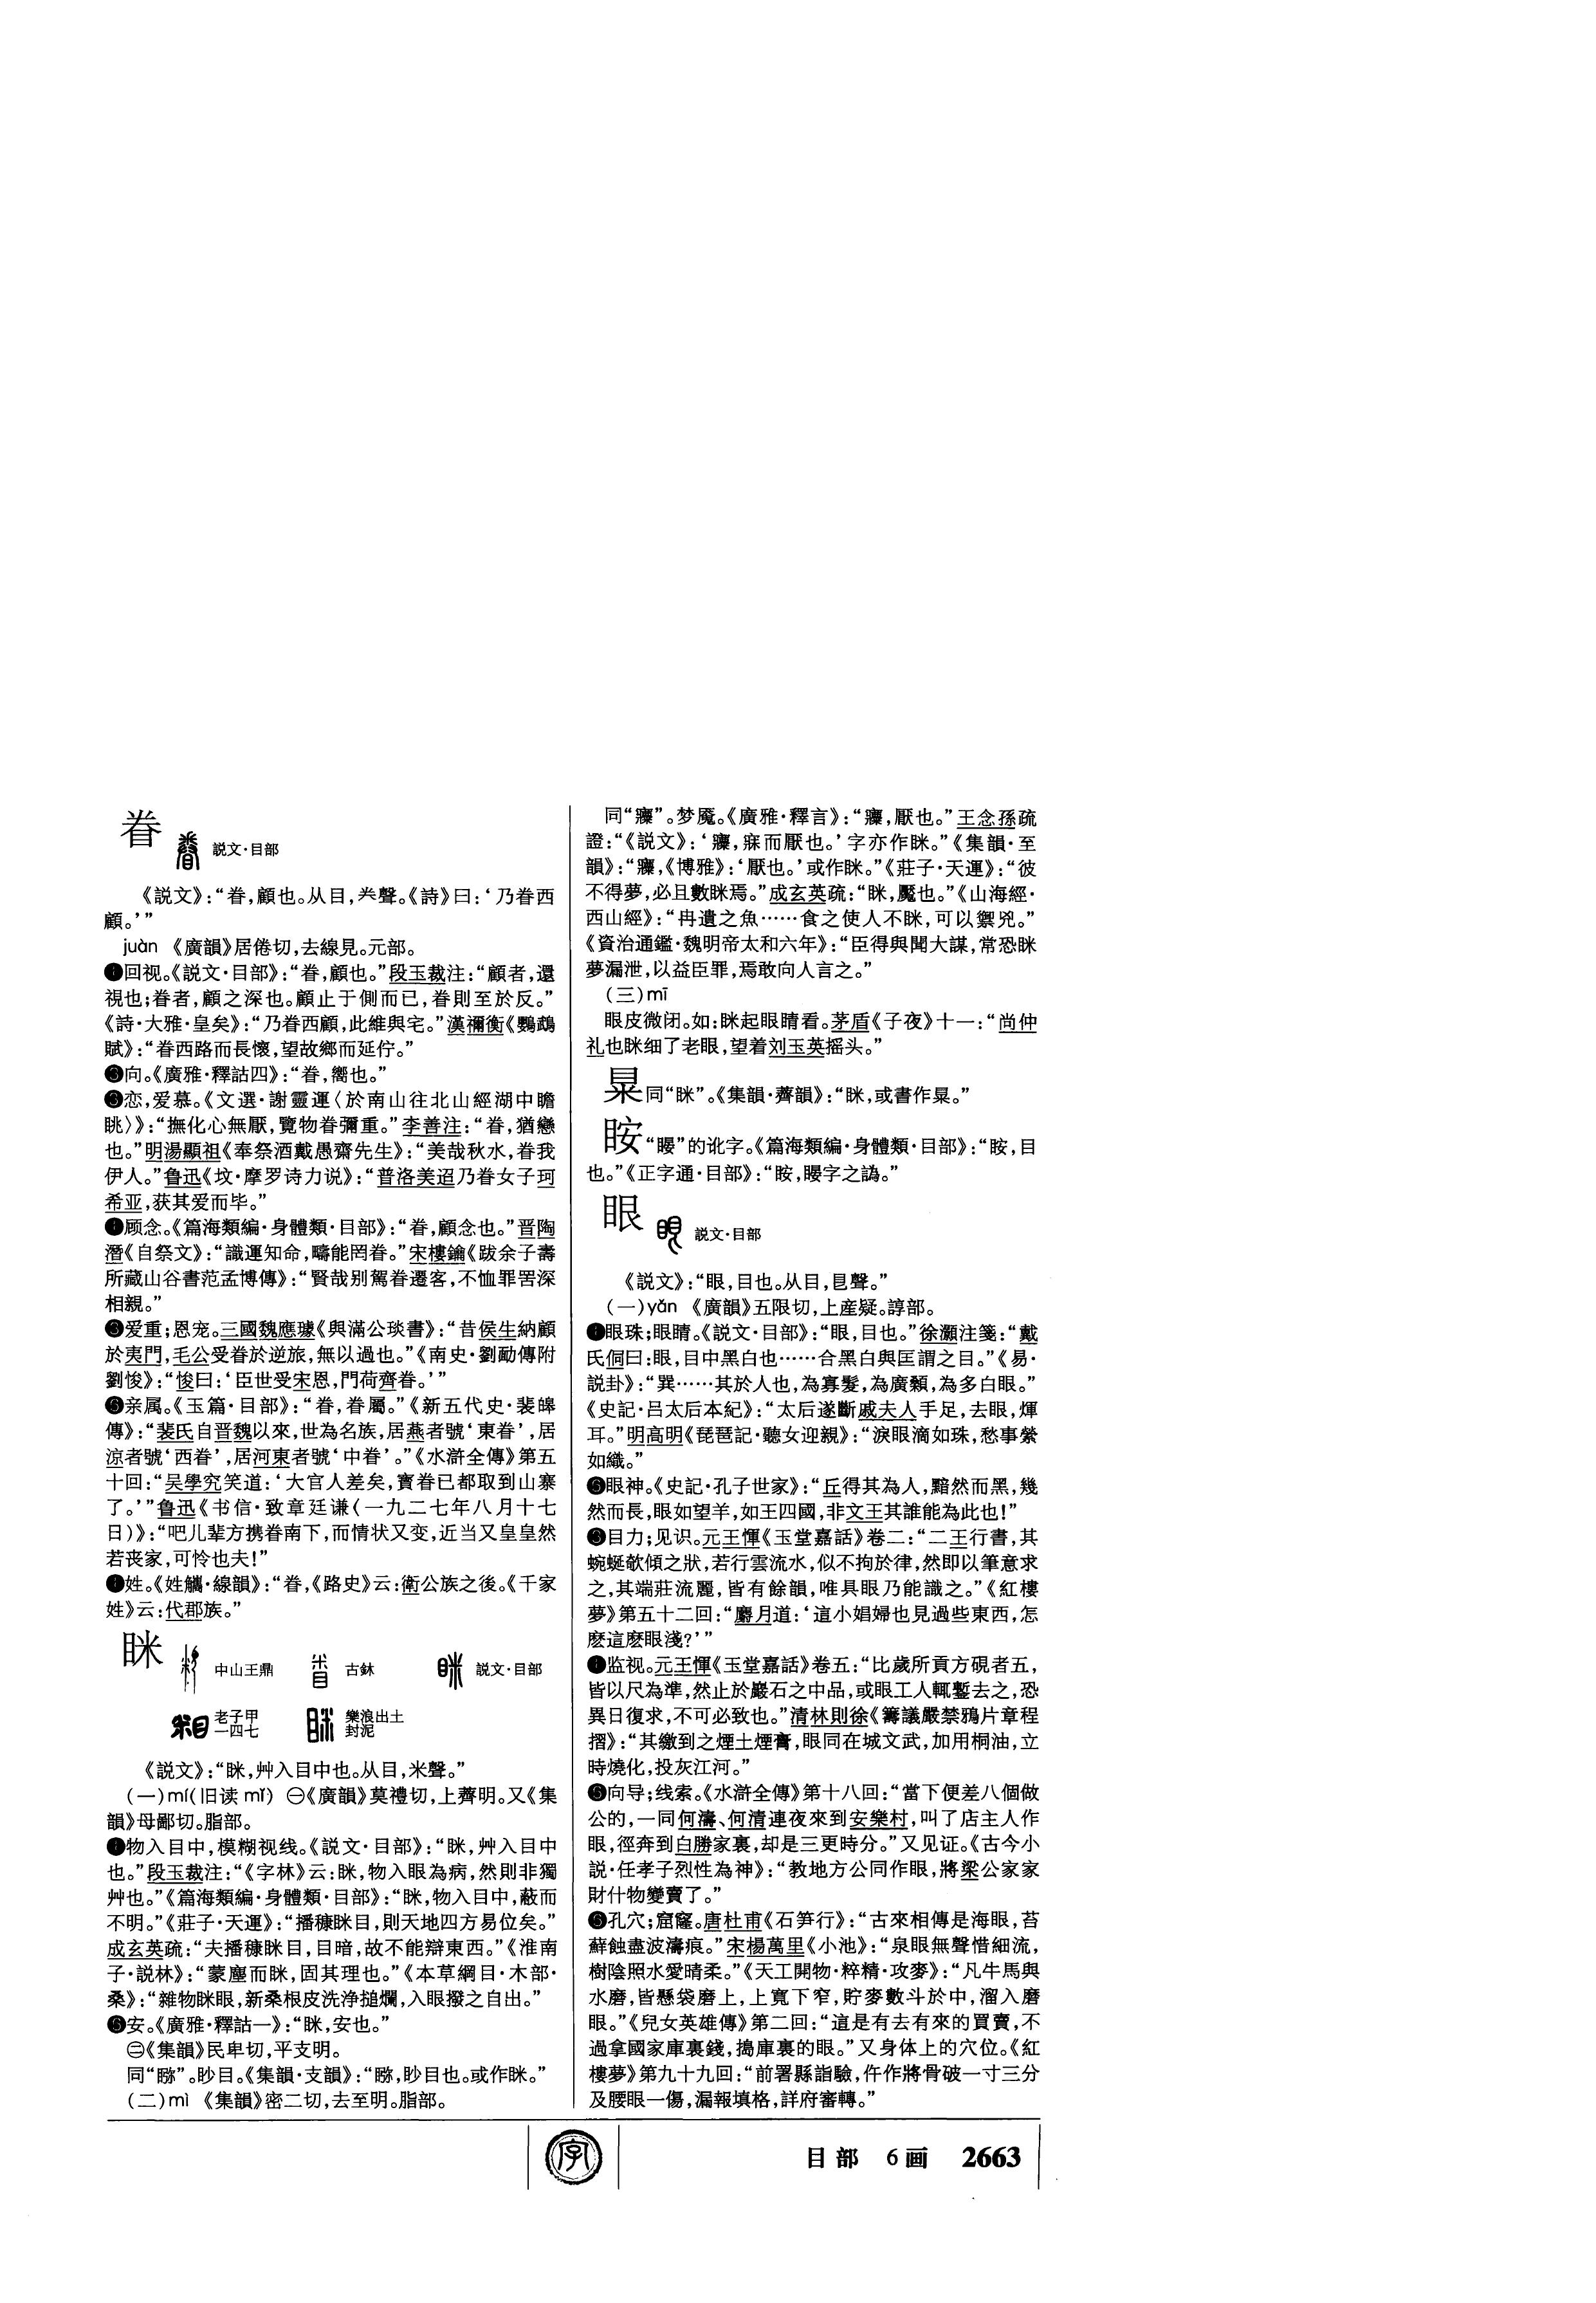 眷 説文·目部
《説文》：“眷，顧也。从目，𢍏聲。《詩》曰：‘乃眷西
顧。’”
juàn 《廣韻》居倦切，去線見。元部。
❶回视。《説文·目部》：“眷，顧也。”段玉裁注：“顧者，還
視也；眷者，顧之深也。顧止于側而已，眷則至於反。”
《詩·大雅·皇矣》：“乃眷西顧，此維與宅。”漢禰衡《鸚鵡
賦》：“眷西路而長懷，望故鄉而延佇。”
❷向。《廣雅·釋詁四》：“眷，嚮也。”
❸恋，爱慕。《文選·謝靈運〈於南山往北山經湖中瞻
眺〉》：“撫化心無厭，覽物眷彌重。”李善注：“眷，猶戀
也。”明湯顯祖《奉祭酒戴愚齋先生》：“美哉秋水，眷我
伊人。”鲁迅《坟·摩罗诗力说》：“普洛美迢乃眷女子珂
希亚，获其爱而毕。”
❹顾念。《篇海類編·身體類·目部》：“眷，顧念也。”晋陶
潛《自祭文》：“識運知命，疇能罔眷。”宋樓鑰《跋余子壽
所藏山谷書范孟博傳》：“賢哉别駕眷遷客，不恤罪罟深
相親。”
❺爱重；恩宠。三國魏應璩《與滿公琰書》：“昔侯生納顧
於夷門，毛公受眷於逆旅，無以過也。”《南史·劉勔傳附
劉悛》：“悛曰：‘臣世受宋恩，門荷齊眷。’”
❻亲属。《玉篇·目部》：“眷，眷屬。”《新五代史·裴皞
傳》：“裴氏自晋魏以來，世為名族，居燕者號‘東眷’，居
涼者號‘西眷’，居河東者號‘中眷’。”《水滸全傳》第五
十回：“吴學究笑道：‘大官人差矣，寳眷已都取到山寨
了。’”鲁迅《书信·致章廷谦（一九二七年八月十七
日）》：“吧儿辈方携眷南下，而情状又变，近当又皇皇然
若丧家，可怜也夫！”
❼姓。《姓觿·線韻》：“眷，《路史》云：衛公族之後。《千家
姓》云：代郡族。”
眯 中山王鼎 古鉢 説文·目部
老子甲一四七 樂浪出土封泥
《説文》：“眯，艸入目中也。从目，米聲。”
（一）mí（旧读 mǐ） ㊀《廣韻》莫禮切，上薺明。又《集
韻》母鄙切。脂部。
❶物入目中，模糊视线。《説文·目部》：“眯，艸入目中
也。”段玉裁注：“《字林》云：眯，物入眼為病，然則非獨
艸也。”《篇海類編·身體類·目部》：“眯，物入目中，蔽而
不明。”《莊子·天運》：“播糠眯目，則天地四方易位矣。”
成玄英疏：“夫播糠眯目，目暗，故不能辯東西。”《淮南
子·説林》：“蒙塵而眯，固其理也。”《本草綱目·木部·
桑》：“雜物眯眼，新桑根皮洗浄搥爛，入眼撥之自出。”
❷安。《廣雅·釋詁一》：“眯，安也。”
㊁《集韻》民卑切，平支明。
同“䁇”。眇目。《集韻·支韻》：“䁇，眇目也。或作眯。”
（二）mì 《集韻》密二切，去至明。脂部。
同“寱”。梦魇。《廣雅·釋言》：“𤻤，厭也。”王念孫疏
證：“《説文》：‘𤻤，寐而厭也。’字亦作眯。”《集韻·至
韻》：“𤻤，《博雅》：‘厭也。’或作眯。”《莊子·天運》：“彼
不得夢，必且數眯焉。”成玄英疏：“眯，魘也。”《山海經·
西山經》：“冉遺之魚……食之使人不眯，可以禦兇。”
《資治通鑑·魏明帝太和六年》：“臣得與聞大謀，常恐眯
夢漏泄，以益臣罪，焉敢向人言之。”
（三）mī
眼皮微闭。如：眯起眼睛看。茅盾《子夜》十一：“尚仲
礼也眯细了老眼，望着刘玉英摇头。”
㫧同“眯”。《集韻·薺韻》：“眯，或書作㫧。”
䀂“䁙”的讹字。《篇海類編·身體類·目部》：“䀂，目
也。”《正字通·目部》：“䀂，䁙字之譌。”
眼 説文·目部
《説文》：“眼，目也。从目，㫐聲。”
（一）yǎn 《廣韻》五限切，上産疑。諄部。
❶眼珠；眼睛。《説文·目部》：“眼，目也。”徐灝注箋：“戴
氏侗曰：眼，目中黑白也……合黑白與匡謂之目。”《易·
説卦》：“巽……其於人也，為寡髮，為廣顙，為多白眼。”
《史記·吕太后本紀》：“太后遂斷戚夫人手足，去眼，煇
耳。”明高明《琵琶記·聽女迎親》：“淚眼滴如珠，愁事縈
如織。”
❷眼神。《史記·孔子世家》：“丘得其為人，黯然而黑，幾
然而長，眼如望羊，如王四國，非文王其誰能為此也！”
❸目力；见识。元王惲《玉堂嘉話》卷二：“二王行書，其
蜿蜒欹傾之狀，若行雲流水，似不拘於律，然即以筆意求
之，其端莊流麗，皆有餘韻，唯具眼乃能識之。”《紅樓
夢》第五十二回：“麝月道：‘這小娼婦也見過些東西，怎
麽這麽眼淺？’”
❹监视。元王惲《玉堂嘉話》卷五：“比歲所貢方硯者五，
皆以尺為準，然止於巖石之中品，或眼工人輒鏨去之，恐
異日復求，不可必致也。”清林則徐《籌議嚴禁鴉片章程
摺》：“其繳到之煙土煙膏，眼同在城文武，加用桐油，立
時燒化，投灰江河。”
❺向导；线索。《水滸全傳》第十八回：“當下便差八個做
公的，一同何濤、何清連夜來到安樂村，叫了店主人作
眼，徑奔到白勝家裏，却是三更時分。”又见证。《古今小
説·任孝子烈性為神》：“教地方公同作眼，將梁公家家
財什物變賣了。”
❻孔穴；窟窿。唐杜甫《石笋行》：“古來相傳是海眼，苔
蘚蝕盡波濤痕。”宋楊萬里《小池》：“泉眼無聲惜細流，
樹陰照水愛晴柔。”《天工開物·粹精·攻麥》：“凡牛馬與
水磨，皆懸袋磨上，上寬下窄，貯麥數斗於中，溜入磨
眼。”《兒女英雄傳》第二回：“這是有去有來的買賣，不
過拿國家庫裏錢，搗庫裏的眼。”又身体上的穴位。《紅
樓夢》第九十九回：“前署縣詣驗，仵作將骨破一寸三分
及腰眼一傷，漏報填格，詳府審轉。”
字
目部 6画 2663